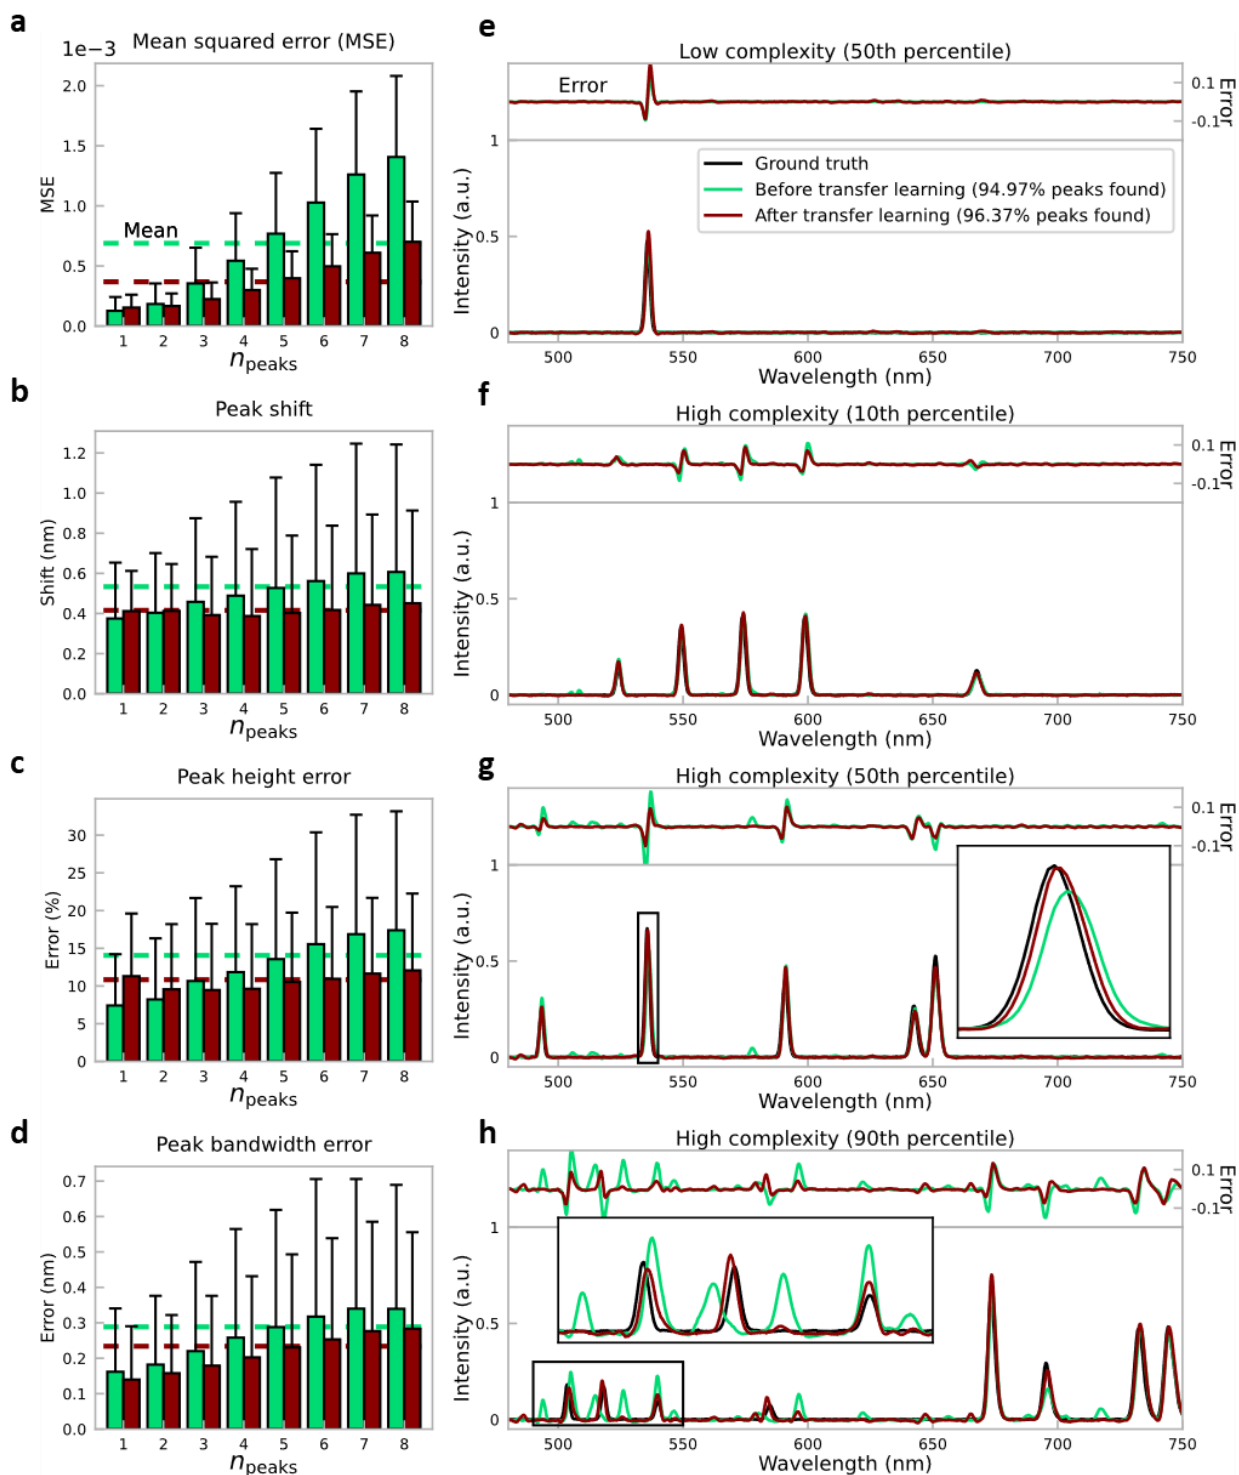 a
Mean squared error (MSE)
1e−3
2.0
1.5
1.0
0.5
0.0
MSE
Mean
1 2 3 4 5 6 7 8
npeaks
b
Peak shift
1.2
1.0
0.8
0.6
0.4
0.2
0.0
Shift (nm)
1 2 3 4 5 6 7 8
npeaks
c
Peak height error
30
25
20
15
10
5
0
Error (%)
1 2 3 4 5 6 7 8
npeaks
d
Peak bandwidth error
0.7
0.6
0.5
0.4
0.3
0.2
0.1
0.0
Error (nm)
1 2 3 4 5 6 7 8
npeaks
e
Low complexity (50th percentile)
Error
0.1
-0.1
Error
1
0.5
0
Intensity (a.u.)
Ground truth
Before transfer learning (94.97% peaks found)
After transfer learning (96.37% peaks found)
500 550 600 650 700 750
Wavelength (nm)
f
High complexity (10th percentile)
0.1
-0.1
Error
1
0.5
0
Intensity (a.u.)
500 550 600 650 700 750
Wavelength (nm)
g
High complexity (50th percentile)
0.1
-0.1
Error
1
0.5
0
Intensity (a.u.)
500 550 600 650 700 750
Wavelength (nm)
h
High complexity (90th percentile)
0.1
-0.1
Error
1
0.5
0
Intensity (a.u.)
500 550 600 650 700 750
Wavelength (nm)